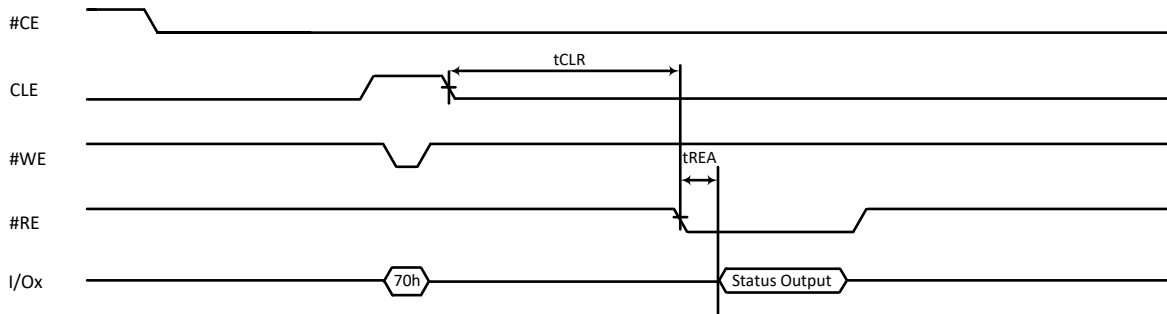 #CE
tCLR
CLE
#WE
tREA
#RE
I/Ox
70h
Status Output